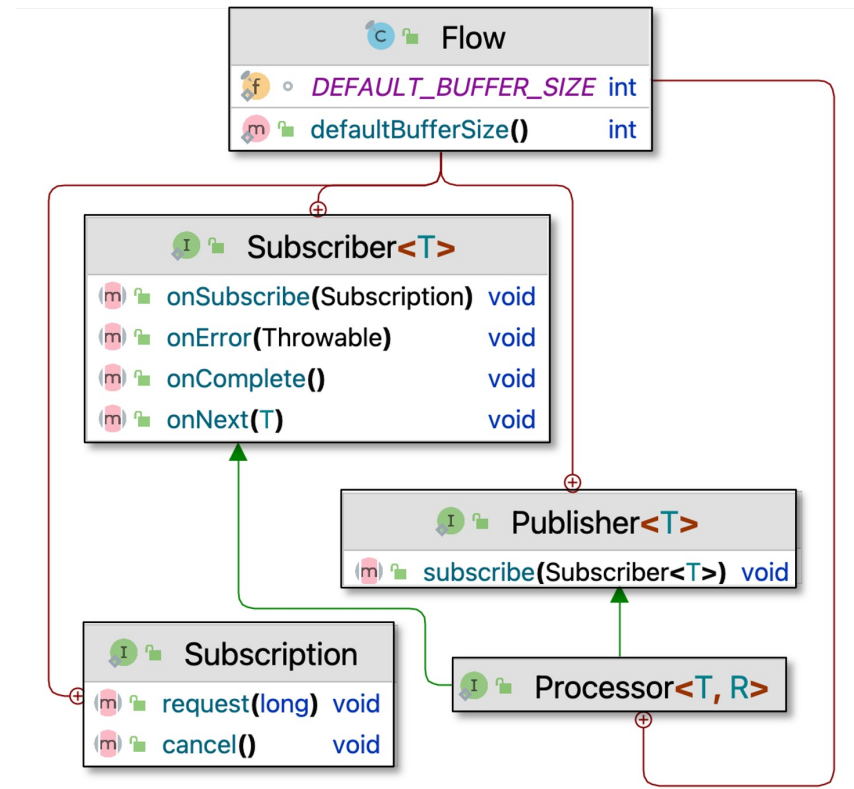 Flow
DEFAULT_BUFFER_SIZE int
defaultBufferSize() int
Subscriber<T>
onSubscribe(Subscription) void
onError(Throwable) void
onComplete() void
onNext(T) void
Publisher<T>
subscribe(Subscriber<T>) void
Subscription
request(long) void
cancel() void
Processor<T, R>